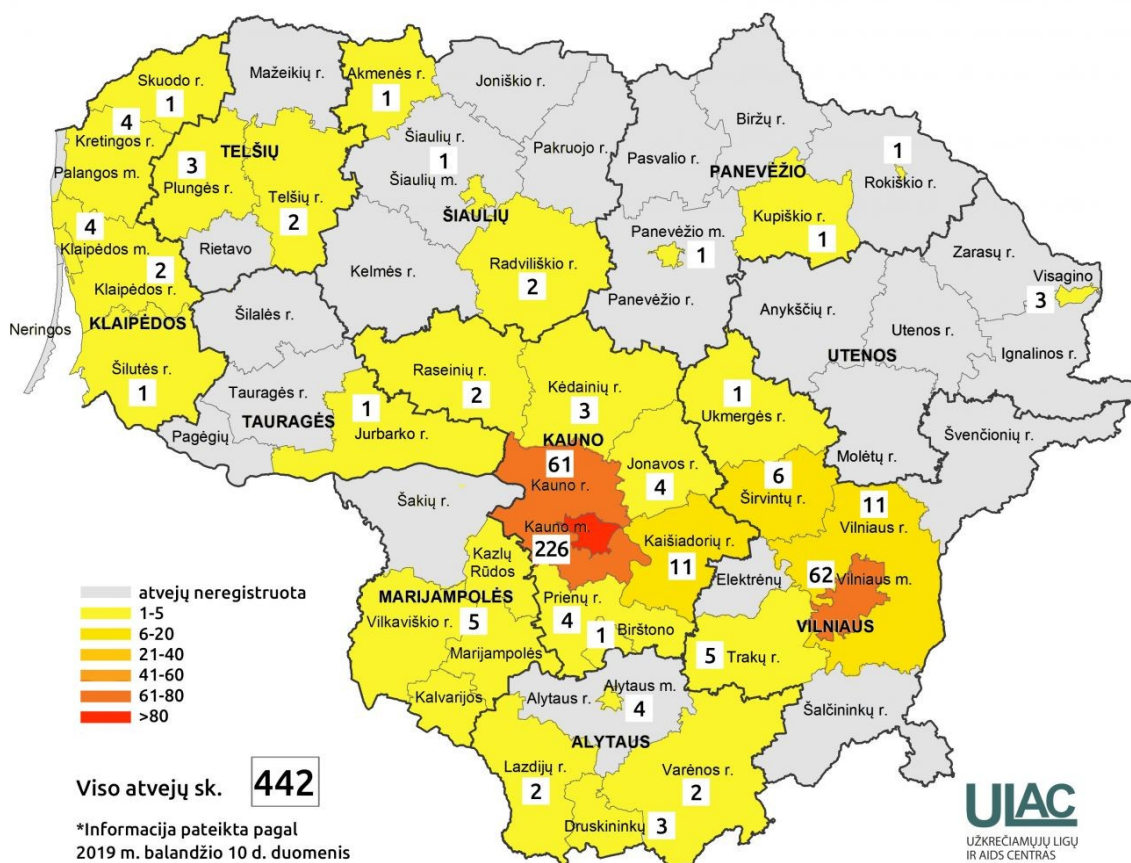 Skuodo r.
1
Mažeikių r.
Akmenės r.
1
Joniškio r.
4
Kretingos r.
Palangos m.
3
Plungės r.
TELŠIŲ
Telšių r.
2
Šiaulių r.
1
Šiaulių m.
ŠIAULIŲ
Pakruojo r.
Pasvalio r.
Biržų r.
PANEVĖŽIO
1
Rokiškio r.
Kupiškio r.
1
4
Klaipėdos m.
2
Klaipėdos r.
KLAIPĖDOS
Rietavo
Kelmės r.
Radviliškio r.
2
Panevėžio m.
1
Panevėžio r.
Zarasų r.
Visagino
3
Anykščių r.
Utenos r.
UTENOS
Ignalinos r.
Neringos
Šilalės r.
Šilutės r.
1
Tauragės r.
TAURAGĖS
Pagėgių
1
Jurbarko r.
Raseinių r.
2
Kėdainių r.
3
KAUNO
1
Ukmergės r.
Molėtų r.
Švenčionių r.
61
Kauno r.
Jonavos r.
4
6
Širvintų r.
11
Vilniaus r.
Šakių r.
Kauno m.
226
Kaišiadorių r.
11
Elektrėnų
62
Vilniaus m.
VILNIAUS
Kazlų
Rūdos
MARIJAMPOLĖS
Vilkaviškio r.
5
Marijampolės
Kalvarijos
Prienų r.
4
1
Birštono
5
Trakų r.
Alytaus r.
Alytaus m.
4
ALYTAUS
Šalčininkų r.
Lazdijų r.
2
Varėnos r.
2
Druskininkų
3
atvejų neregistruota
1-5
6-20
21-40
41-60
61-80
>80
Viso atvejų sk. 442
*Informacija pateikta pagal
2019 m. balandžio 10 d. duomenis
ULAC
UŽKREČIAMŲJŲ LIGŲ
IR AIDS CENTRAS